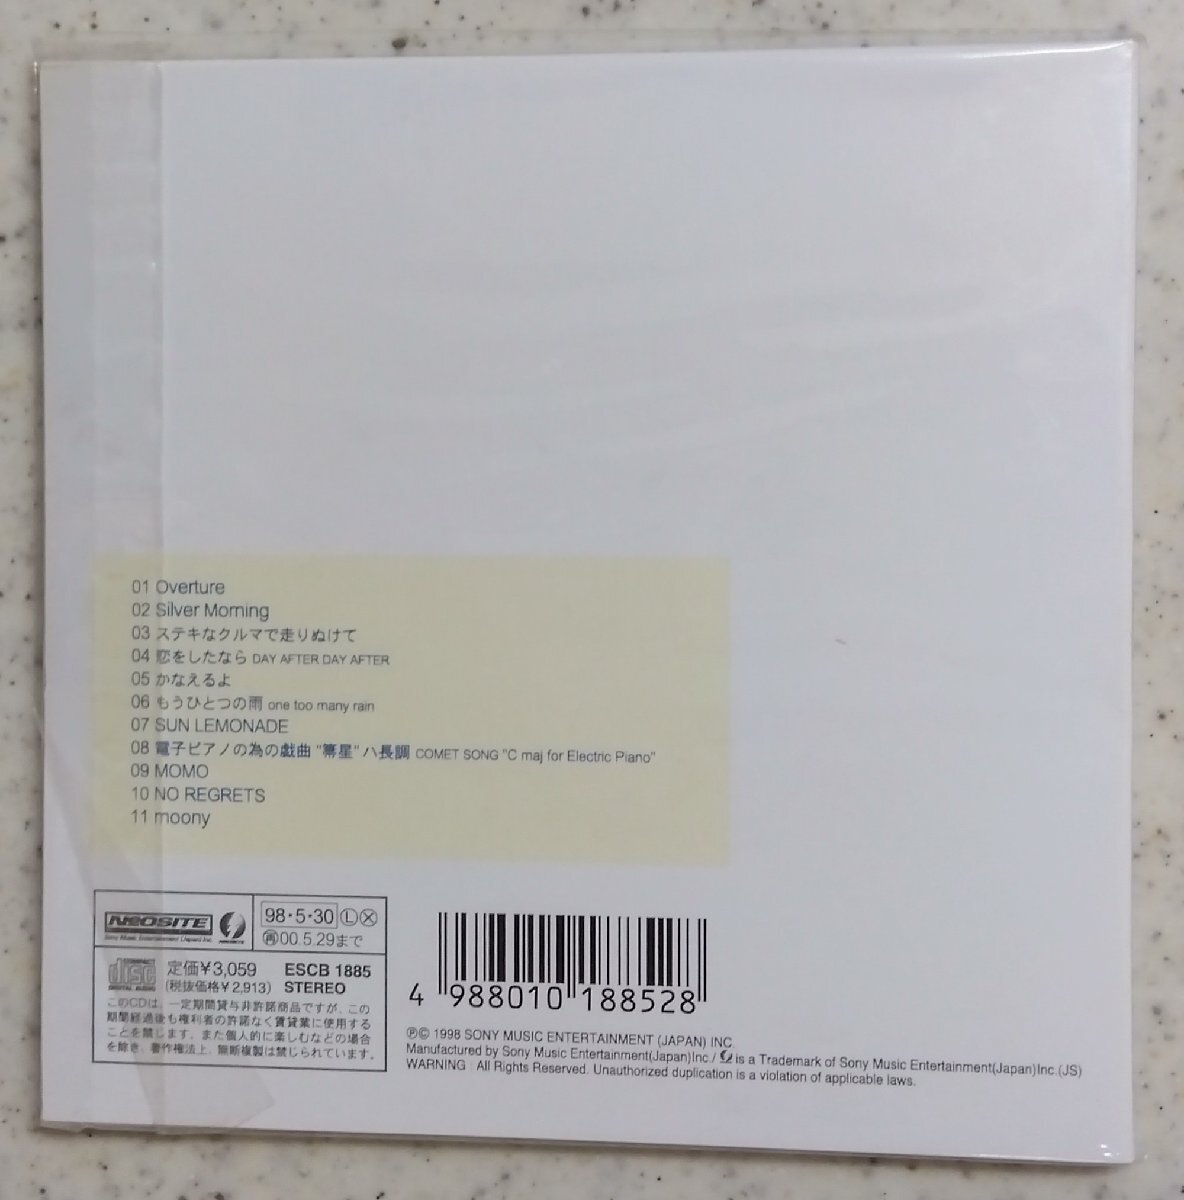 01 Overture
02 Silver Morning
03 ステキなクルマで走りぬけて
04 恋をしたなら DAY AFTER DAY AFTER
05 かなえるよ
06 もうひとつの雨 one too many rain
07 SUN LEMONADE
08 電子ピアノの為の戯曲 "箒星" ハ長調 COMET SONG "C maj for Electric Piano"
09 MOMO
10 NO REGRETS
11 moony
NEOSITE
Sony Music Entertainment (Japan) Inc.
98·5·30 Ⓛ Ⓧ
㊞00.5.29まで
disc
DIGITAL AUDIO
定価¥3,059 ESCB 1885
(税抜価格¥2,913) STEREO
このCDは、一定期間貸与非許諾商品ですが、この
期間経過後も権利者の許諾なく賃貸業に使用する
ことを禁じます。また個人的に楽しむなどの場合
を除き、著作権法上、無断複製は禁じられています。
4 988010 188528
℗© 1998 SONY MUSIC ENTERTAINMENT (JAPAN) INC.
Manufactured by Sony Music Entertainment(Japan)Inc./ is a Trademark of Sony Music Entertainment(Japan)Inc.(JS)
WARNING : All Rights Reserved. Unauthorized duplication is a violation of applicable laws.